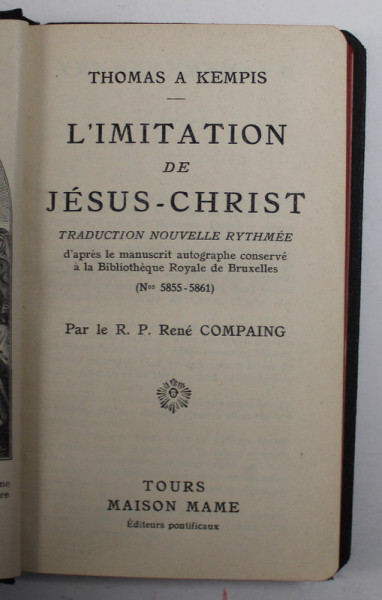 THOMAS A KEMPIS
L'IMITATION
DE
JÉSUS-CHRIST
TRADUCTION NOUVELLE RYTHMÉE
d'après le manuscrit autographe conservé
à la Bibliothèque Royale de Bruxelles
(Nos 5855-5861)
Par le R. P. René COMPAING
TOURS
MAISON MAME
Éditeurs pontificaux